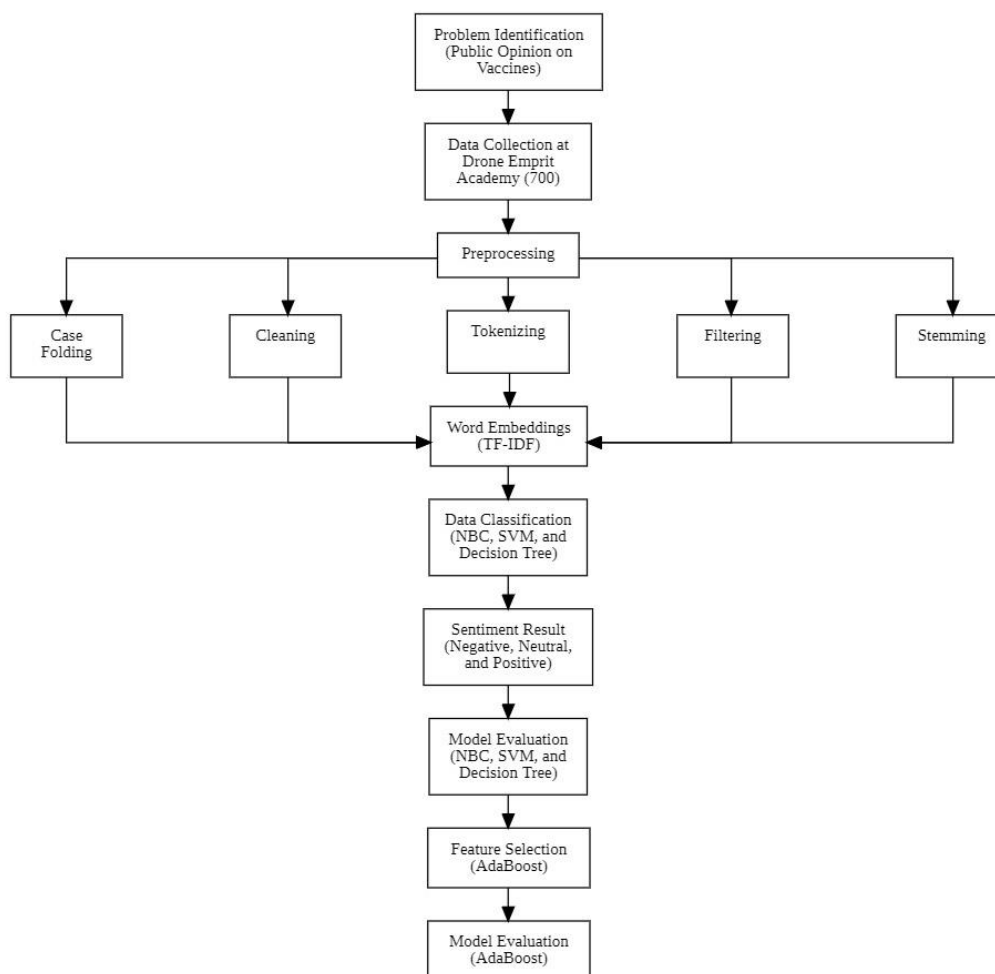 Problem Identification
(Public Opinion on
Vaccines)
Data Collection at
Drone Emprit
Academy (700)
Preprocessing
Case
Folding
Cleaning
Tokenizing
Filtering
Stemming
Word Embeddings
(TF-IDF)
Data Classification
(NBC, SVM, and
Decision Tree)
Sentiment Result
(Negative, Neutral,
and Positive)
Model Evaluation
(NBC, SVM, and
Decision Tree)
Feature Selection
(AdaBoost)
Model Evaluation
(AdaBoost)